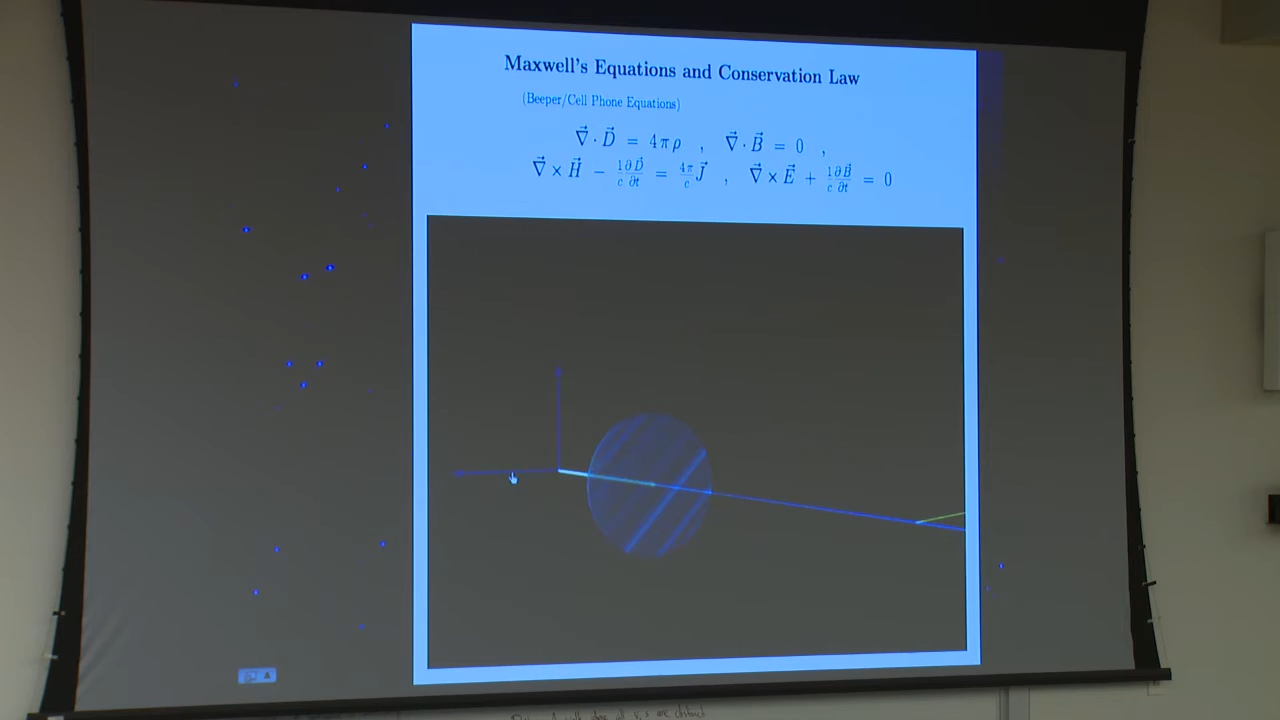 Maxwell's Equations and Conservation Law
(Beeper/Cell Phone Equations)
∇⃗ · D⃗ = 4πρ , ∇⃗ · B⃗ = 0 ,
∇⃗ × H⃗ − 1/c ∂D⃗/∂t = 4π/c J⃗ , ∇⃗ × E⃗ + 1/c ∂B⃗/∂t = 0
A